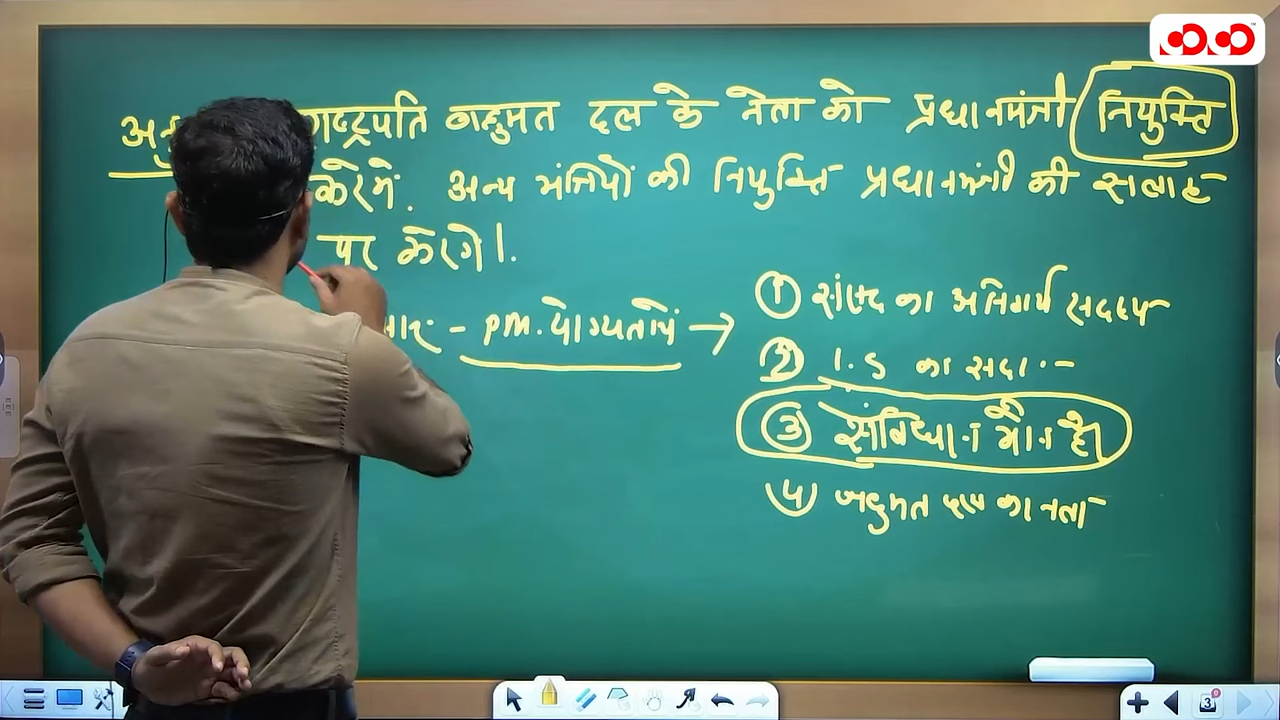 राष्ट्रपति बहुमत दल के नेता को प्रधानमंत्री नियुक्ति
करेगें. अन्य मंत्रियों की नियुक्ति प्रधानमंत्री की सलाह
पर करेगे।.
- PM. योग्यतायें →
① संसद का अनिवार्य सदस्य
② I.S का सदा.-
③ संविधान की मौन है।
④ बहुमत दल का नेता
3